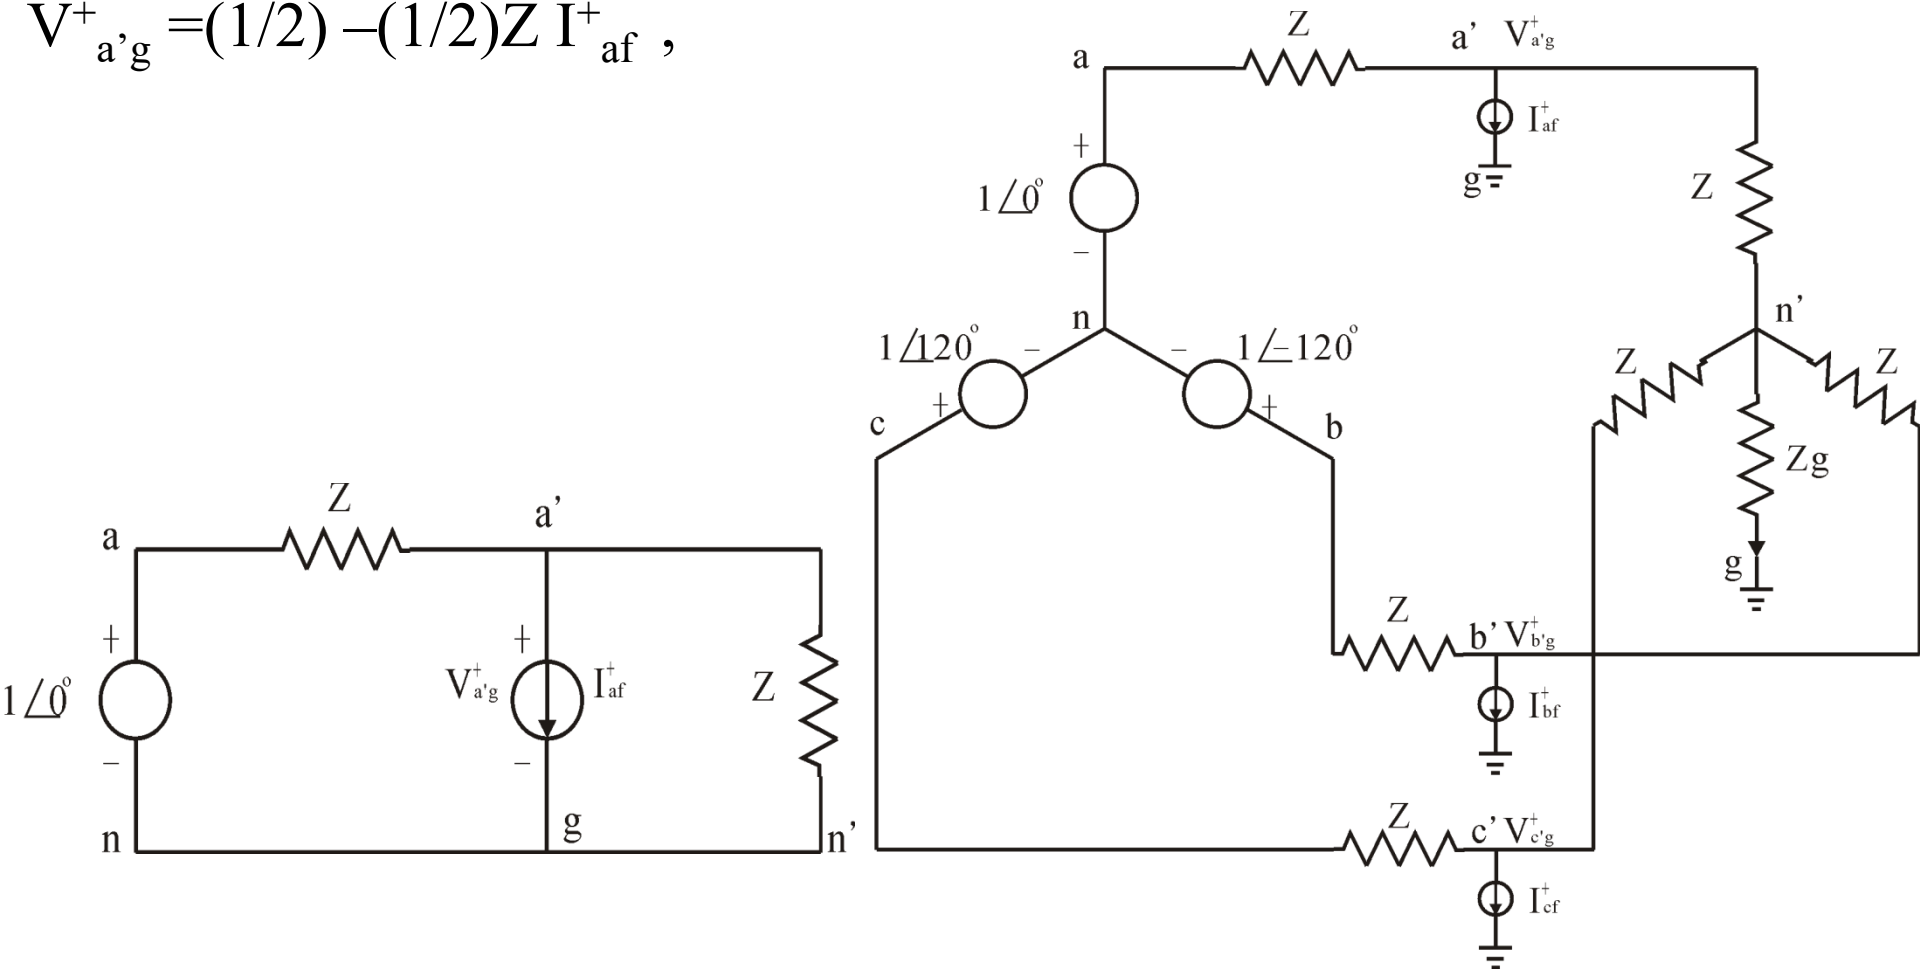 V⁺a’g =(1/2) –(1/2)Z I⁺af ,
Z
a’ V⁺a'g
a
+
I⁺af
g
1∠0°
Z
–
n
n’
1∠120°
–
–
1∠–120°
Z
Z
+
+
c
b
Zg
g
Z
b’ V⁺b'g
I⁺bf
Z
c’ V⁺c'g
I⁺cf
Z
a
a’
+
+
1∠0°
V⁺a'g
I⁺af
Z
–
–
n
g
n’